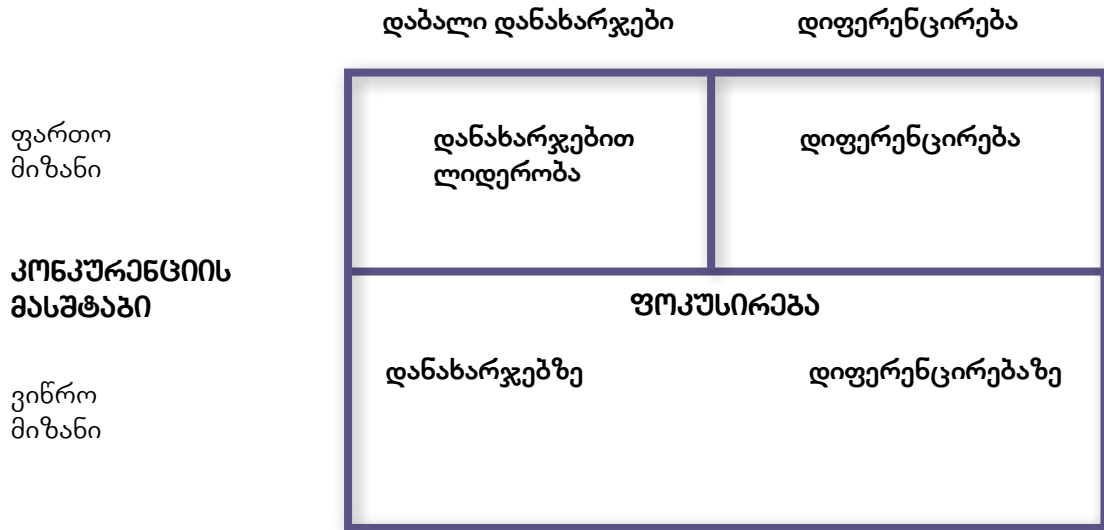 დაბალი დანახარჯები დიფერენცირება
ფართო
მიზანი
დანახარჯებით
ლიდერობა
დიფერენცირება
კონკურენციის
მასშტაბი
ფოკუსირება
ვიწრო
მიზანი
დანახარჯებზე დიფერენცირებაზე